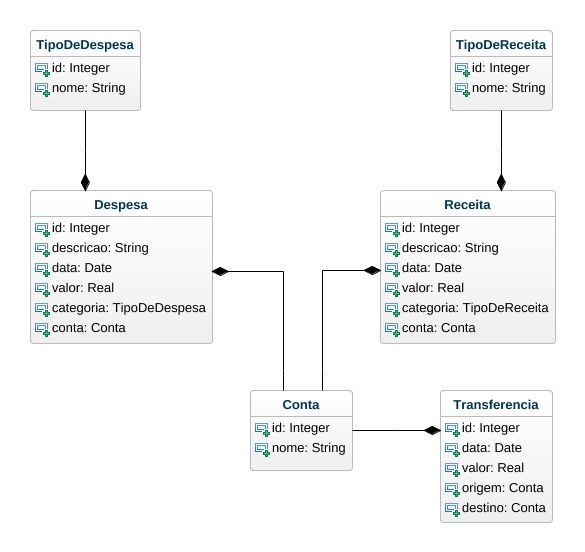 TipoDeDespesa
id: Integer
nome: String
TipoDeReceita
id: Integer
nome: String
Despesa
id: Integer
descricao: String
data: Date
valor: Real
categoria: TipoDeDespesa
conta: Conta
Receita
id: Integer
descricao: String
data: Date
valor: Real
categoria: TipoDeReceita
conta: Conta
Conta
id: Integer
nome: String
Transferencia
id: Integer
data: Date
valor: Real
origem: Conta
destino: Conta